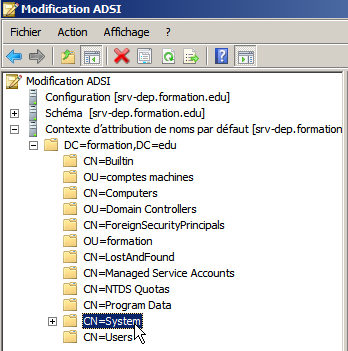 Modification ADSI
Fichier Action Affichage ?
Modification ADSI
Configuration [srv-dep.formation.edu]
Schéma [srv-dep.formation.edu]
Contexte d'attribution de noms par défaut [srv-dep.formation
DC=formation,DC=edu
CN=Builtin
OU=comptes machines
CN=Computers
OU=Domain Controllers
CN=ForeignSecurityPrincipals
OU=formation
CN=LostAndFound
CN=Managed Service Accounts
CN=NTDS Quotas
CN=Program Data
CN=System
CN=Users